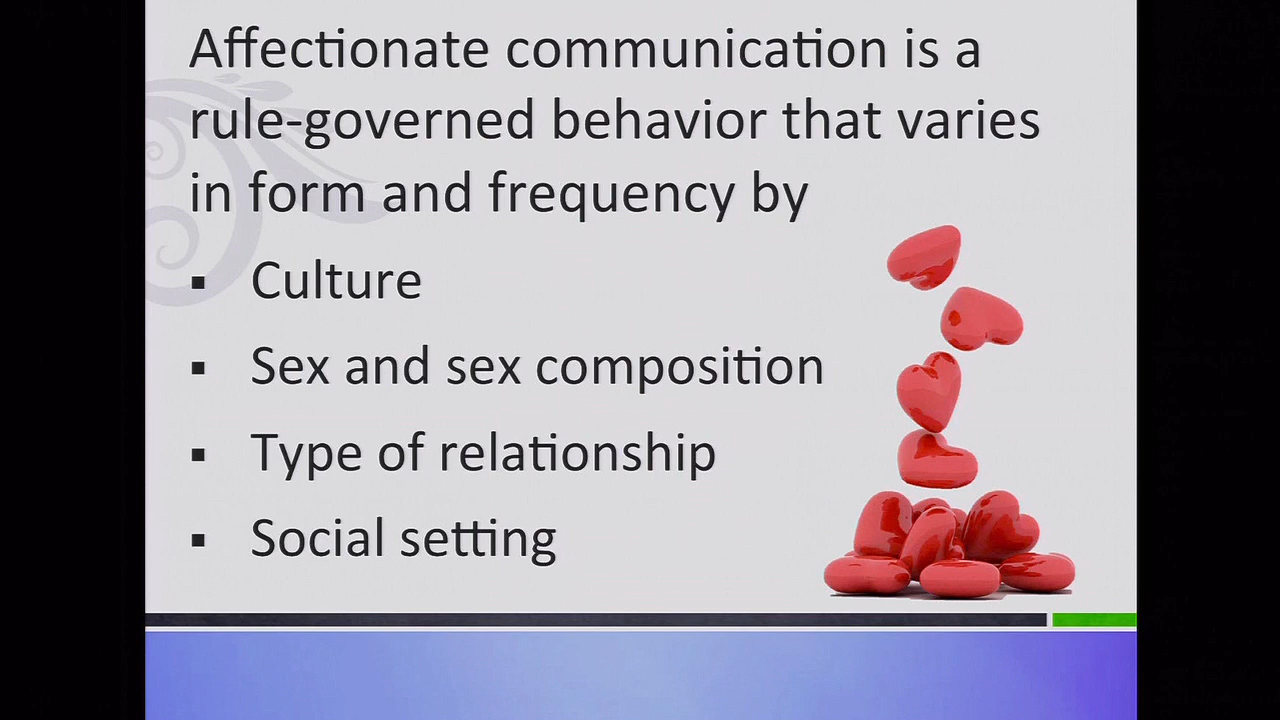 Affectionate communication is a
rule-governed behavior that varies
in form and frequency by
▪ Culture
▪ Sex and sex composition
▪ Type of relationship
▪ Social setting